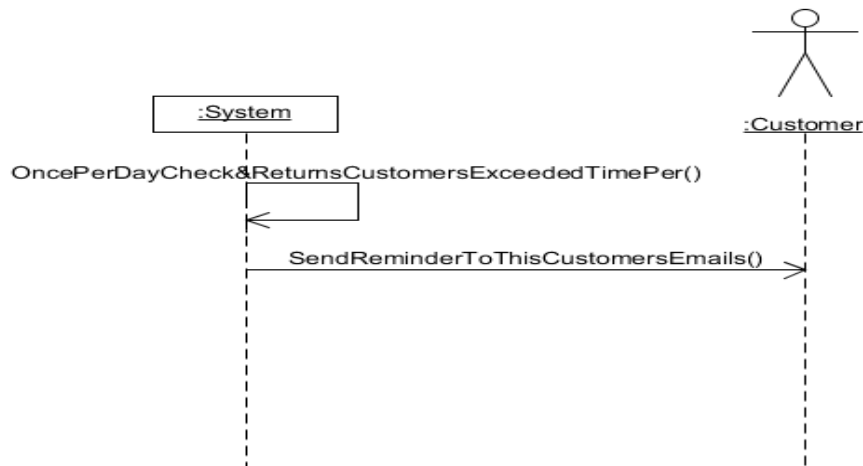 :System
:Customer
OncePerDayCheck&ReturnsCustomersExceededTimePer()
SendReminderToThisCustomersEmails()